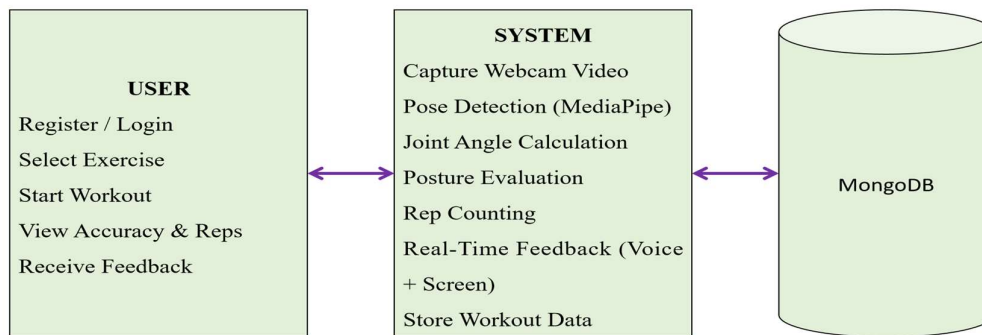 USER
Register / Login
Select Exercise
Start Workout
View Accuracy & Reps
Receive Feedback
SYSTEM
Capture Webcam Video
Pose Detection (MediaPipe)
Joint Angle Calculation
Posture Evaluation
Rep Counting
Real-Time Feedback (Voice
+ Screen)
Store Workout Data
MongoDB